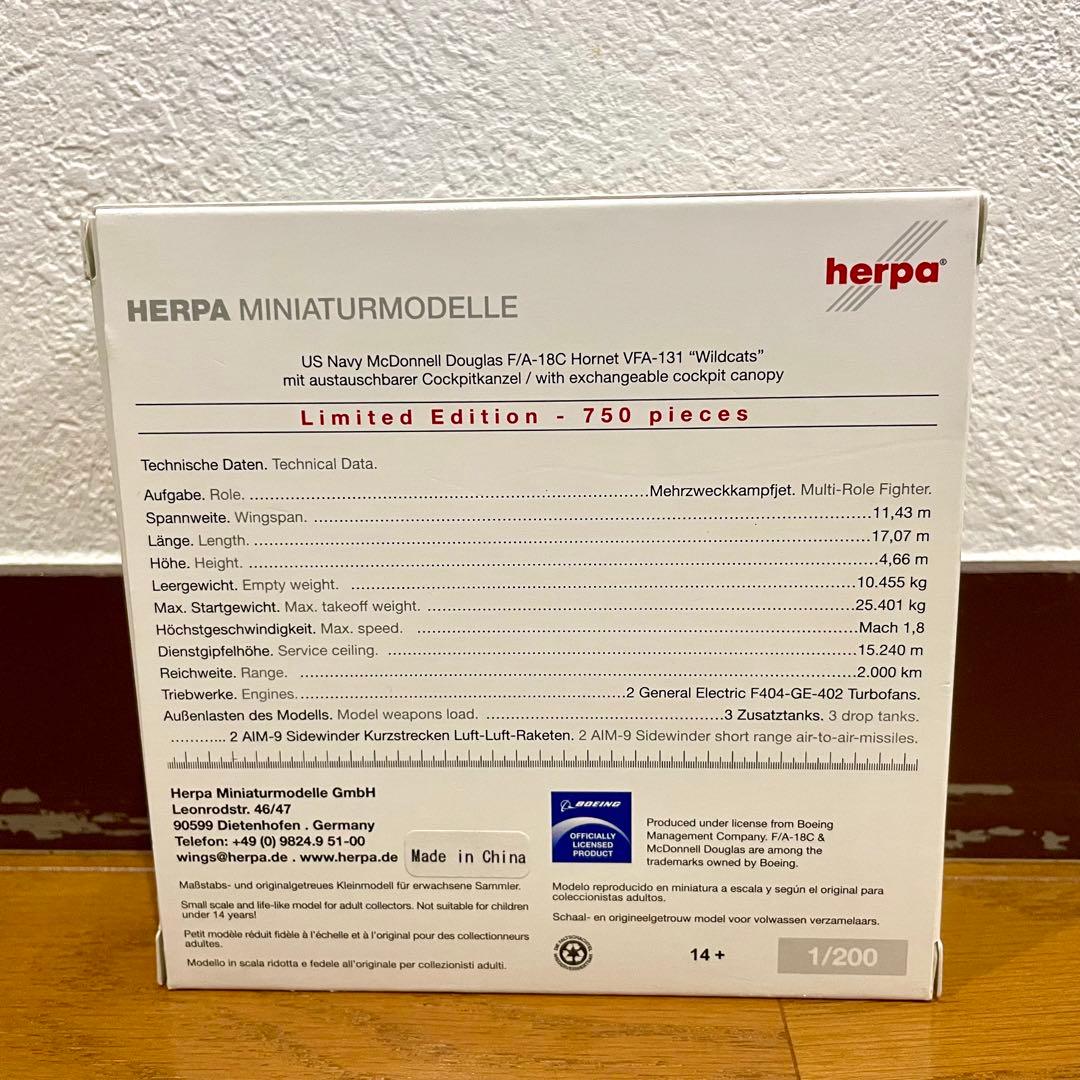 herpa®
HERPA MINIATURMODELLE
US Navy McDonnell Douglas F/A-18C Hornet VFA-131 “Wildcats”
mit austauschbarer Cockpitkanzel / with exchangeable cockpit canopy
Limited Edition - 750 pieces
Technische Daten. Technical Data.
Aufgabe. Role. ........................................Mehrzweckkampfjet. Multi-Role Fighter.
Spannweite. Wingspan. ........................................11,43 m
Länge. Length. ........................................17,07 m
Höhe. Height. ........................................4,66 m
Leergewicht. Empty weight. ........................................10.455 kg
Max. Startgewicht. Max. takeoff weight. ........................................25.401 kg
Höchstgeschwindigkeit. Max. speed. ........................................Mach 1,8
Dienstgipfelhöhe. Service ceiling. ........................................15.240 m
Reichweite. Range. ........................................2.000 km
Triebwerke. Engines. ........................................2 General Electric F404-GE-402 Turbofans.
Außenlasten des Modells. Model weapons load. ........................................3 Zusatztanks. 3 drop tanks.
........... 2 AIM-9 Sidewinder Kurzstrecken Luft-Luft-Raketen. 2 AIM-9 Sidewinder short range air-to-air-missiles.
Herpa Miniaturmodelle GmbH
Leonrodstr. 46/47
90599 Dietenhofen . Germany
Telefon: +49 (0) 9824.9 51-00
wings@herpa.de . www.herpa.de
Made in China
BOEING
OFFICIALLY
LICENSED
PRODUCT
Produced under license from Boeing
Management Company. F/A-18C &
McDonnell Douglas are among the
trademarks owned by Boeing.
Maßstabs- und originalgetreues Kleinmodell für erwachsene Sammler.
Small scale and life-like model for adult collectors. Not suitable for children
under 14 years!
Petit modèle réduit fidèle à l'échelle et à l'original pour des collectionneurs
adultes.
Modello in scala ridotta e fedele all'originale per collezionisti adulti.
Modelo reproducido en miniatura a escala y según el original para
coleccionistas adultos.
Schaal- en origineelgetrouw model voor volwassen verzamelaars.
14 +
1/200